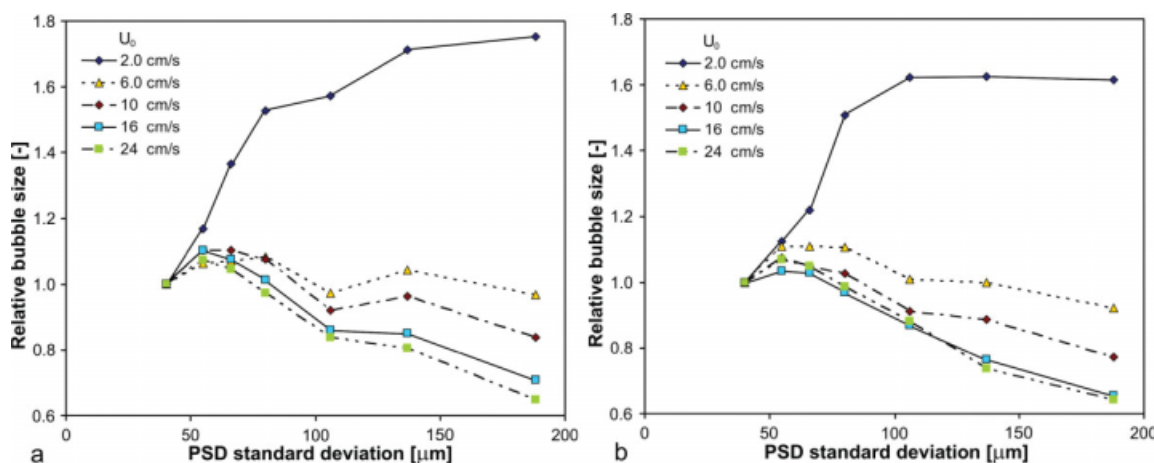 1.8
1.6
1.4
1.2
1.0
0.8
0.6
Relative bubble size [-]
U₀
2.0 cm/s
6.0 cm/s
10 cm/s
16 cm/s
24 cm/s
0
50
100
150
200
a
PSD standard deviation [μm]
1.8
1.6
1.4
1.2
1.0
0.8
0.6
Relative bubble size [-]
U₀
2.0 cm/s
6.0 cm/s
10 cm/s
16 cm/s
24 cm/s
0
50
100
150
200
b
PSD standard deviation [μm]